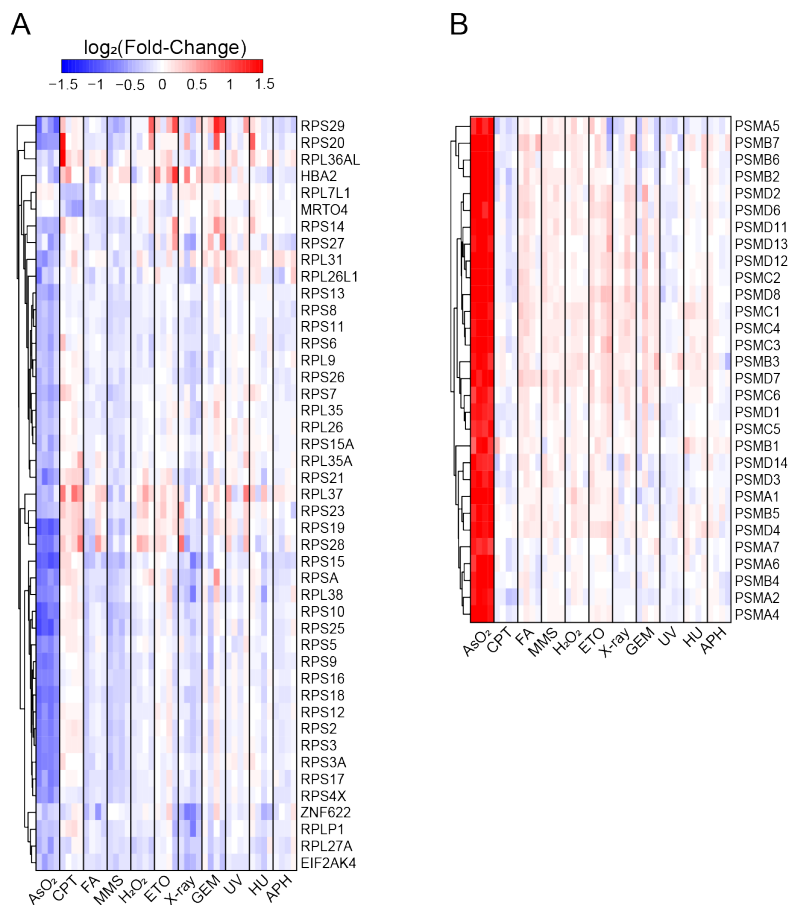 A
B
log₂(Fold-Change)
−1.5 −1 −0.5 0 0.5 1 1.5
RPS29
RPS20
RPL36AL
HBA2
RPL7L1
MRTO4
RPS14
RPS27
RPL31
RPL26L1
RPS13
RPS8
RPS11
RPS6
RPL9
RPS26
RPS7
RPL35
RPL26
RPS15A
RPL35A
RPS21
RPL37
RPS23
RPS19
RPS28
RPS15
RPSA
RPL38
RPS10
RPS25
RPS5
RPS9
RPS16
RPS18
RPS12
RPS2
RPS3
RPS3A
RPS17
RPS4X
ZNF622
RPLP1
RPL27A
EIF2AK4
AsO₂ CPT FA MMS H₂O₂ ETO X-ray GEM UV HU APH
PSMA5
PSMB7
PSMB6
PSMB2
PSMD2
PSMD6
PSMD11
PSMD13
PSMD12
PSMC2
PSMD8
PSMC1
PSMC4
PSMC3
PSMB3
PSMD7
PSMC6
PSMD1
PSMC5
PSMB1
PSMD14
PSMD3
PSMA1
PSMB5
PSMD4
PSMA7
PSMA6
PSMB4
PSMA2
PSMA4
AsO₂ CPT FA MMS H₂O₂ ETO X-ray GEM UV HU APH